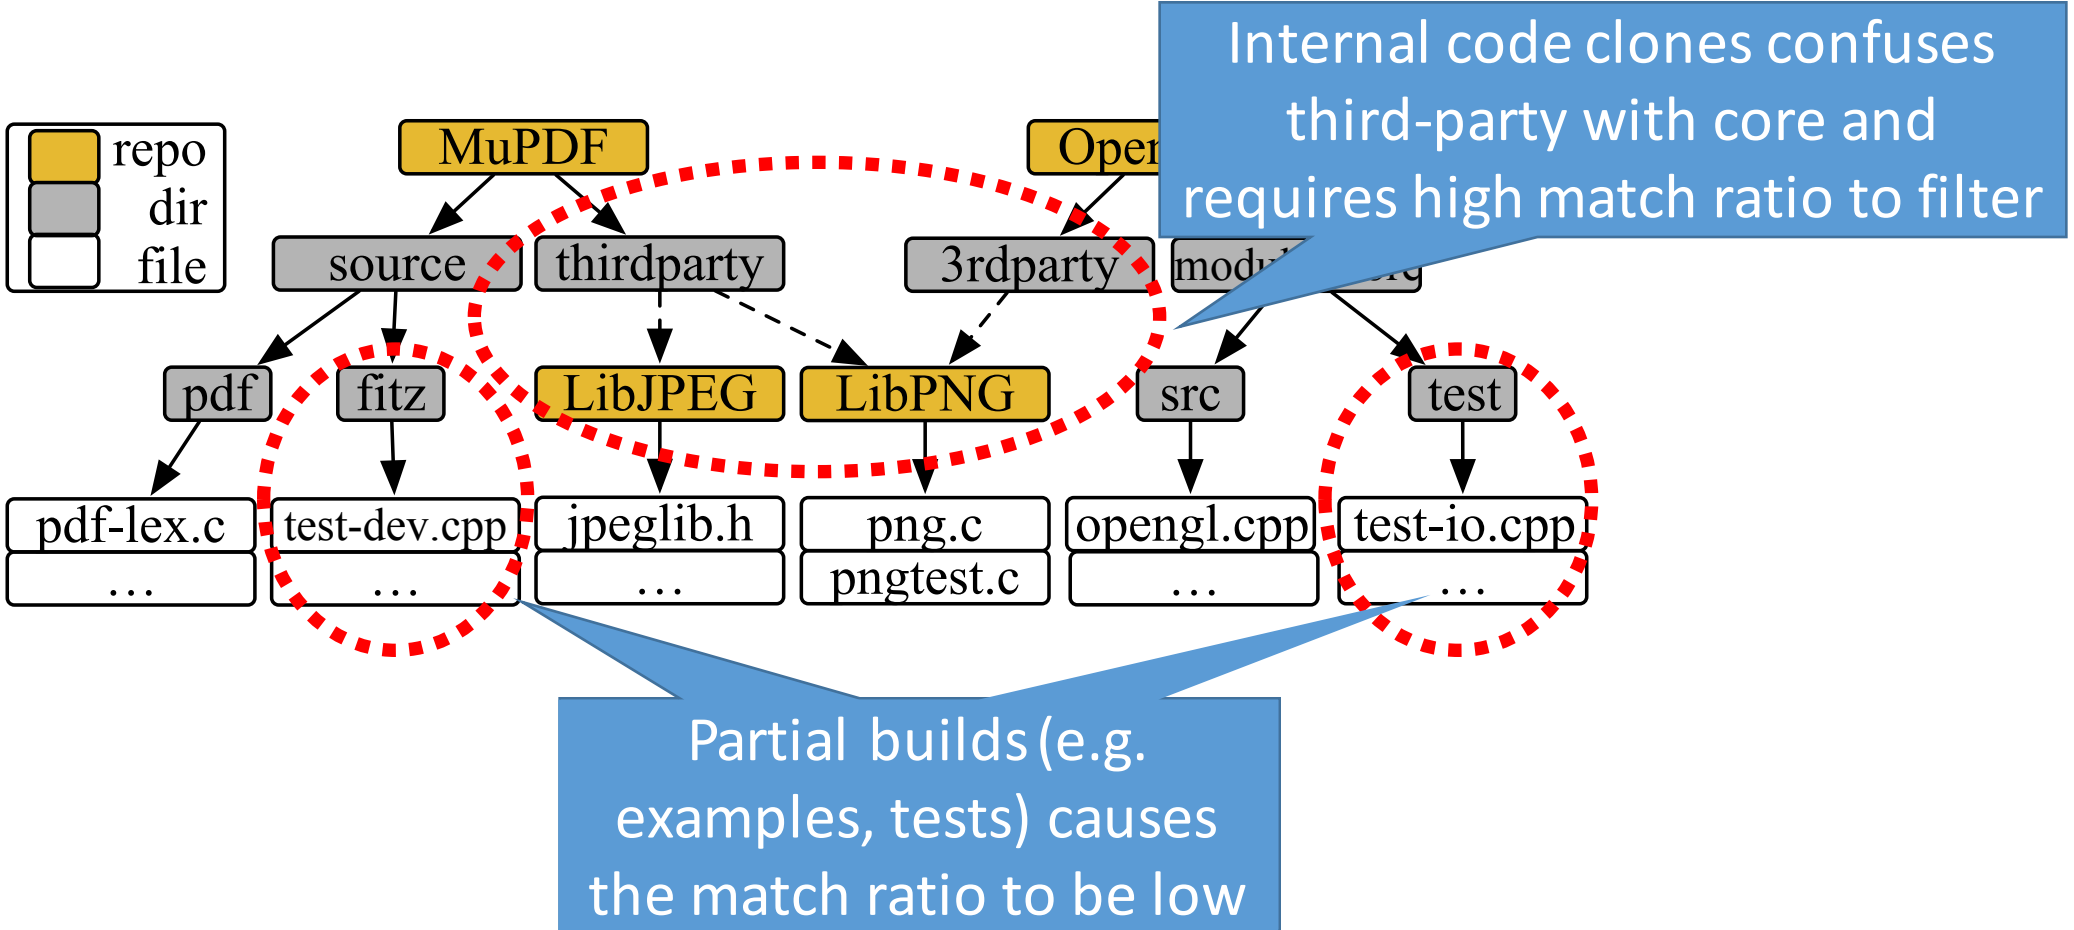 Internal code clones confuses
third-party with core and
requires high match ratio to filter
repo
dir
file
MuPDF
source
thirdparty
3rdparty
pdf
fitz
LibJPEG
LibPNG
src
test
pdf-lex.c
test-dev.cpp
jpeglib.h
png.c
opengl.cpp
test-io.cpp
...
...
...
pngtest.c
...
...
Partial builds (e.g.
examples, tests) causes
the match ratio to be low